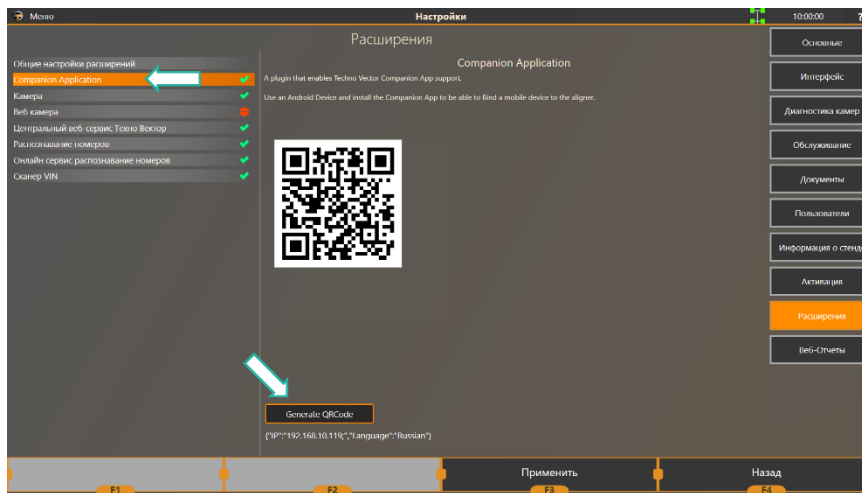 Меню
Настройки
10:00:00
?
Расширения
Общие настройки расширений
Companion Application
Камера
Веб камера
Центральный веб-сервис Техно Вектор
Распознавание номеров
Онлайн сервис распознавание номеров
Сканер VIN
Companion Application
A plugin that enables Techno Vector Companion App support.
Use an Android Device and install the Companion App to be able to Bind a mobile device to the aligner.
Generate QRCode
{"IP":"192.168.10.119;","Language":"Russian"}
Основные
Интерфейс
Диагностика камер
Обслуживание
Документы
Пользователи
Информация о стенде
Активация
Расширения
Веб-Отчеты
F1
F2
Применить
F3
Назад
F4